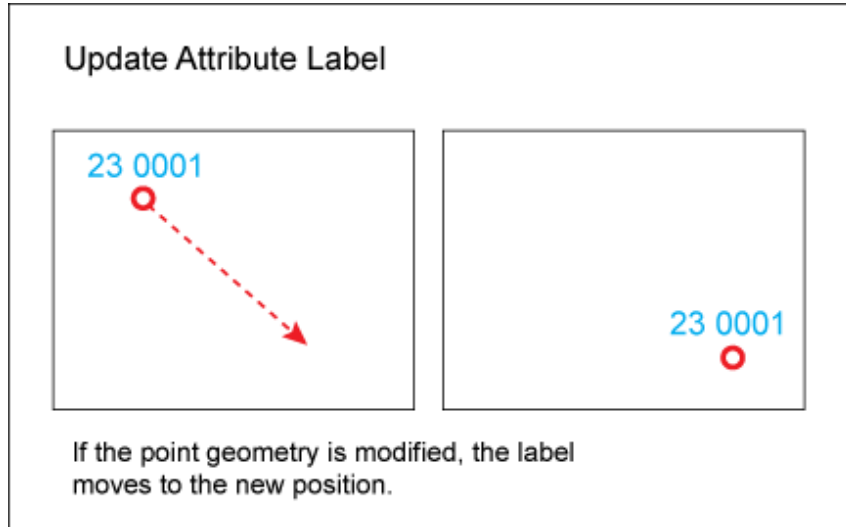 Update Attribute Label
23 0001
23 0001
If the point geometry is modified, the label
moves to the new position.